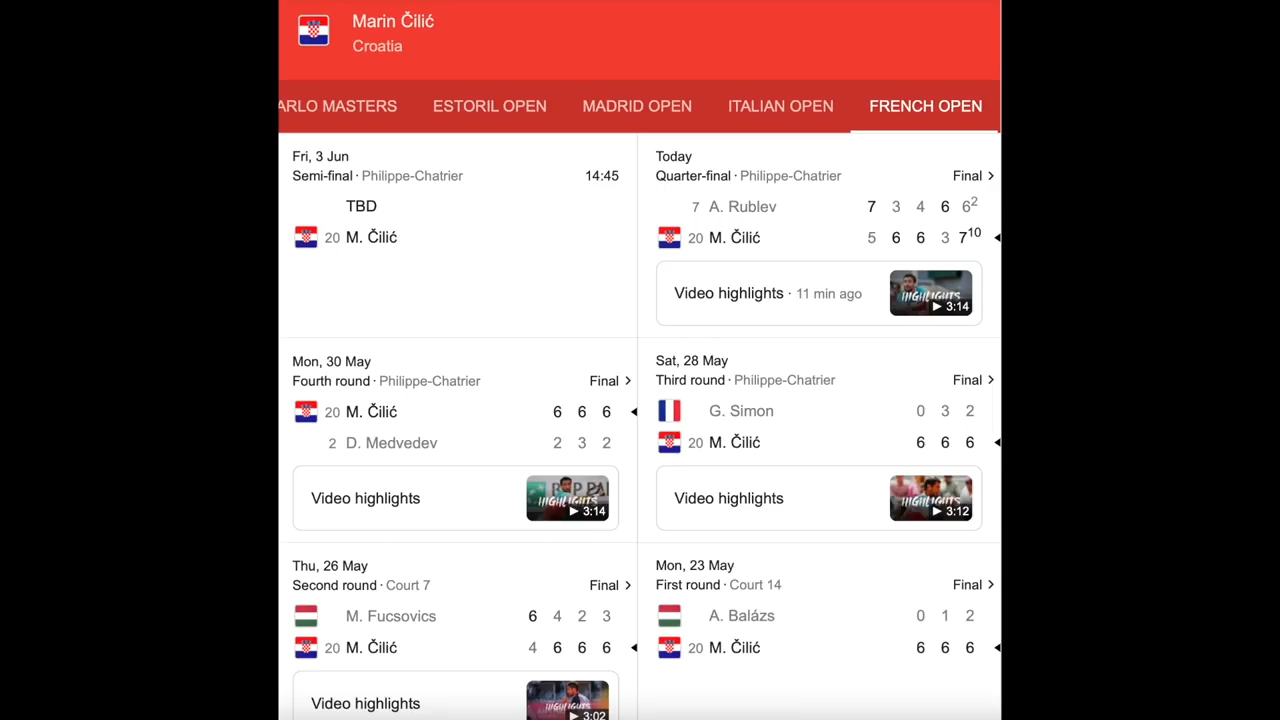 Marin Čilić
Croatia
ARLO MASTERS ESTORIL OPEN MADRID OPEN ITALIAN OPEN FRENCH OPEN
Fri, 3 Jun
Semi-final · Philippe-Chatrier 14:45
TBD
20 M. Čilić
Today
Quarter-final · Philippe-Chatrier Final
7 A. Rublev 7 3 4 6 6²
20 M. Čilić 5 6 6 3 7¹⁰
Video highlights · 11 min ago
HIGHLIGHTS
3:14
Mon, 30 May
Fourth round · Philippe-Chatrier Final
20 M. Čilić 6 6 6
2 D. Medvedev 2 3 2
Video highlights
HIGHLIGHTS
3:14
Sat, 28 May
Third round · Philippe-Chatrier Final
G. Simon 0 3 2
20 M. Čilić 6 6 6
Video highlights
HIGHLIGHTS
3:12
Thu, 26 May
Second round · Court 7 Final
M. Fucsovics 6 4 2 3
20 M. Čilić 4 6 6 6
Video highlights
HIGHLIGHTS
3:02
Mon, 23 May
First round · Court 14 Final
A. Balázs 0 1 2
20 M. Čilić 6 6 6